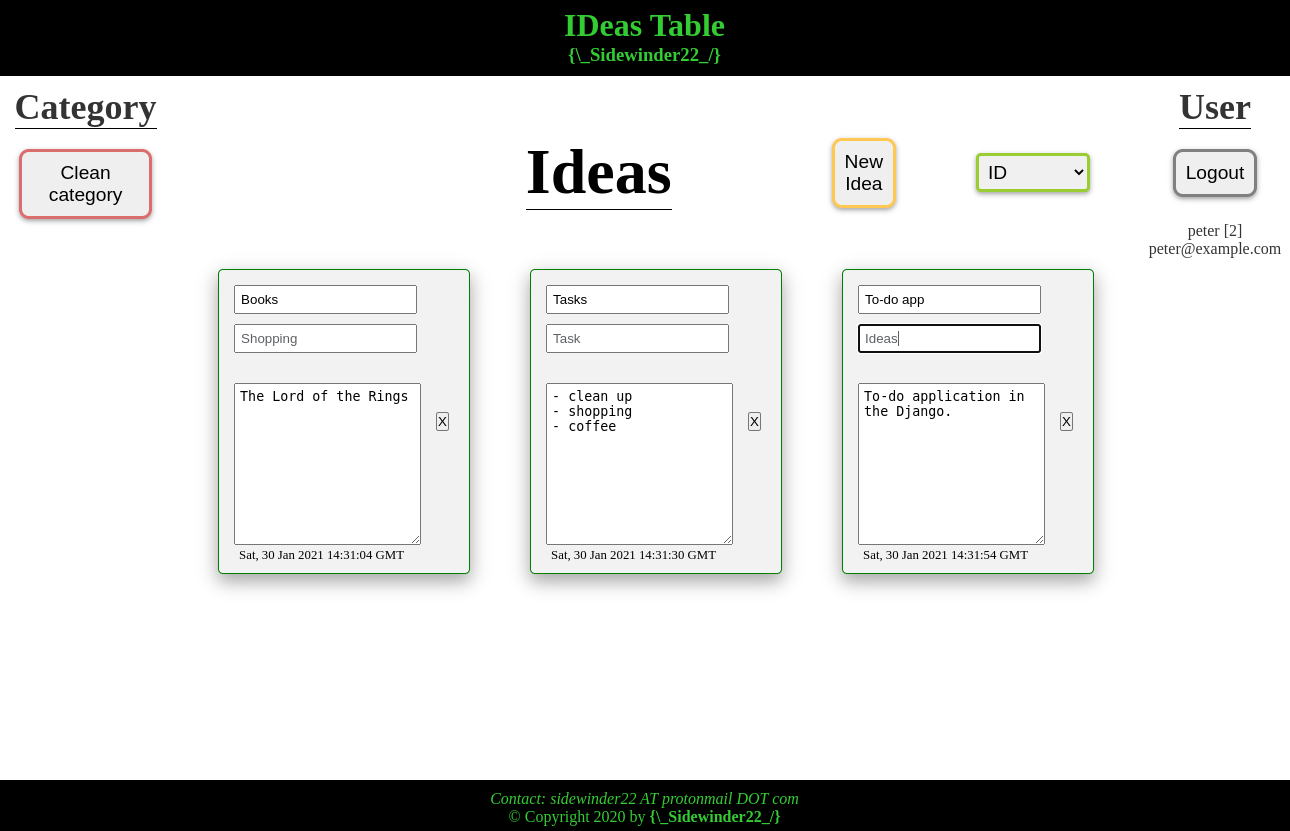 IDeas Table
{\_Sidewinder22_/}
Category
Clean
category
Ideas
New
Idea
ID
User
Logout
peter [2]
peter@example.com
Books
Shopping
The Lord of the Rings
X
Sat, 30 Jan 2021 14:31:04 GMT
Tasks
Task
- clean up
- shopping
- coffee
X
Sat, 30 Jan 2021 14:31:30 GMT
To-do app
Ideas
To-do application in
the Django.
X
Sat, 30 Jan 2021 14:31:54 GMT
Contact: sidewinder22 AT protonmail DOT com
© Copyright 2020 by {\_Sidewinder22_/}